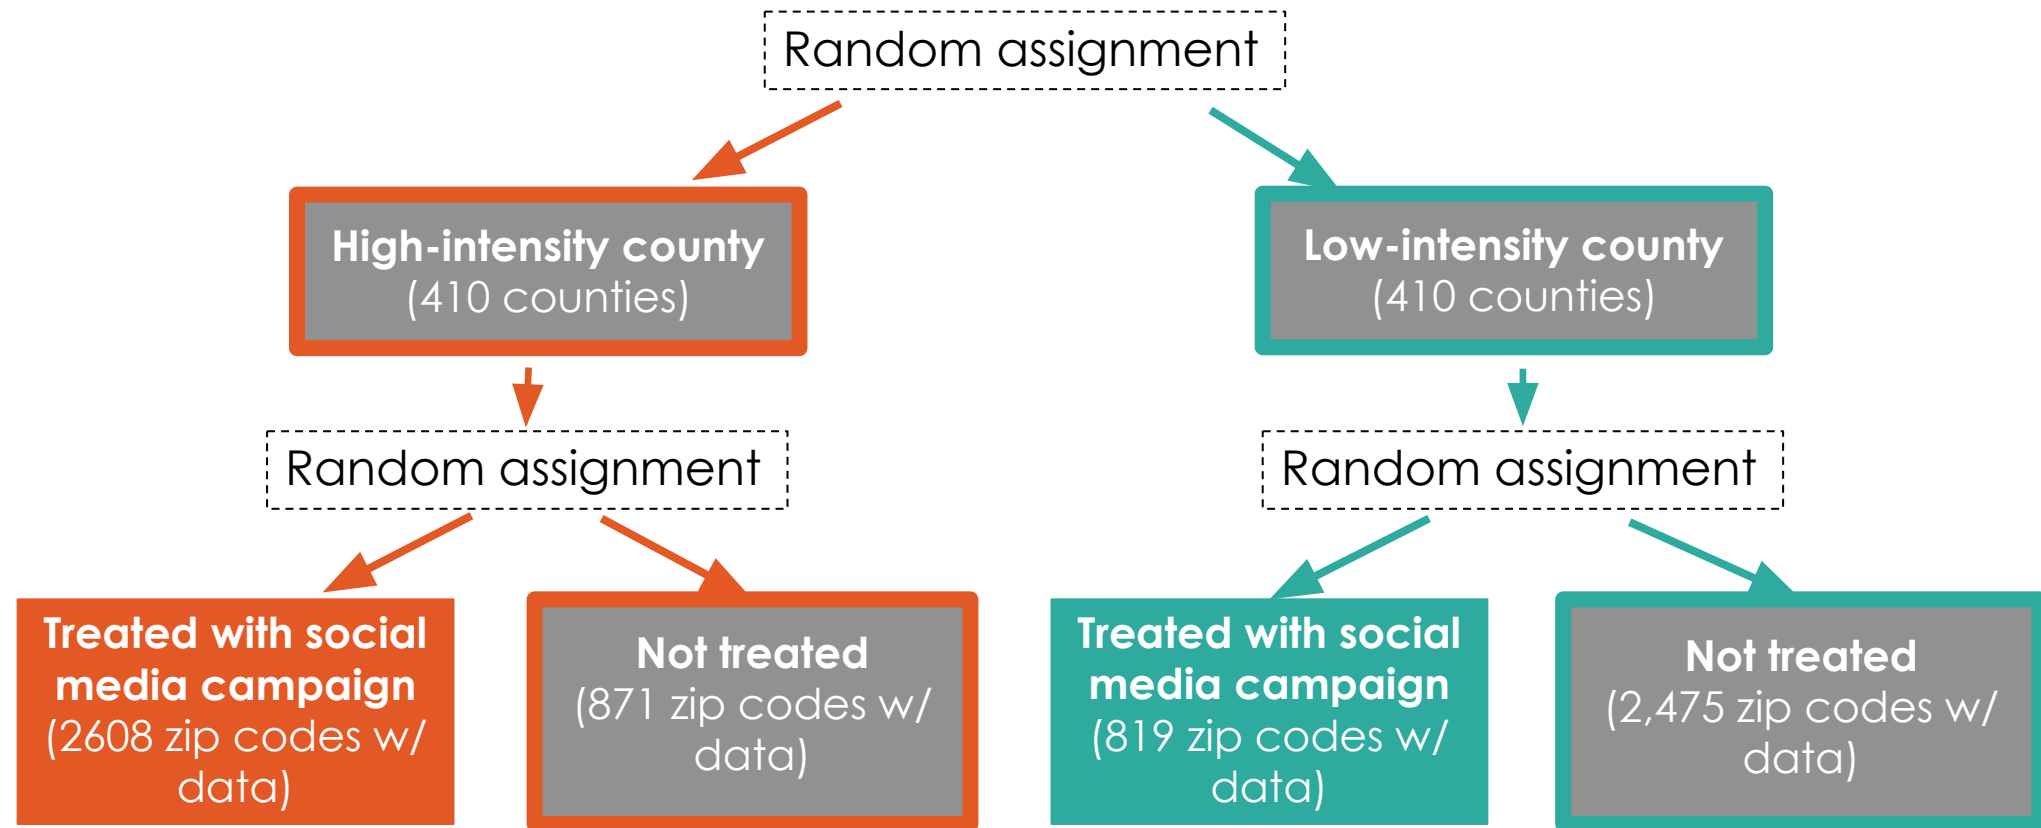 Random assignment
High-intensity county
(410 counties)
Low-intensity county
(410 counties)
Random assignment
Random assignment
Treated with social
media campaign
(2608 zip codes w/
data)
Not treated
(871 zip codes w/
data)
Treated with social
media campaign
(819 zip codes w/
data)
Not treated
(2,475 zip codes w/
data)